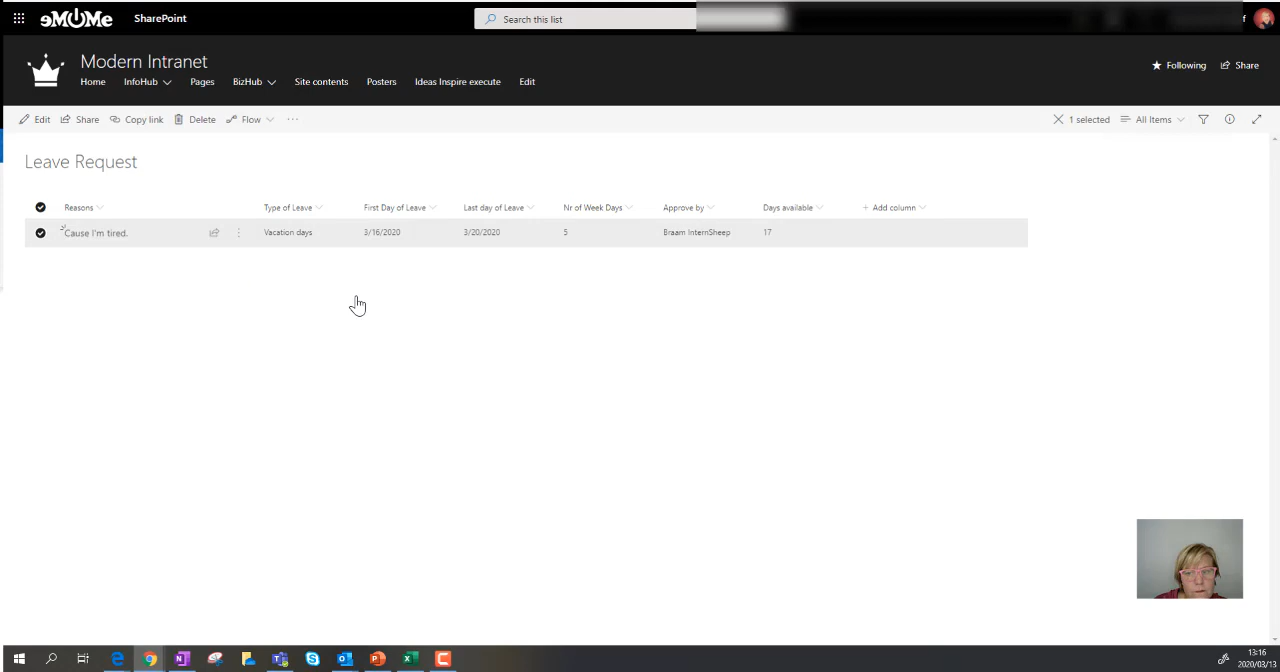 eMOMe SharePoint Search this list f
Modern Intranet
Home InfoHub Pages BizHub Site contents Posters Ideas Inspire execute Edit Following Share
Edit Share Copy link Delete Flow ··· 1 selected All Items
Leave Request
Reasons Type of Leave First Day of Leave Last day of Leave Nr of Week Days Approve by Days available + Add column
'Cause I'm tired. Vacation days 3/16/2020 3/20/2020 5 Braam InternSheep 17
13:16
2020/03/13